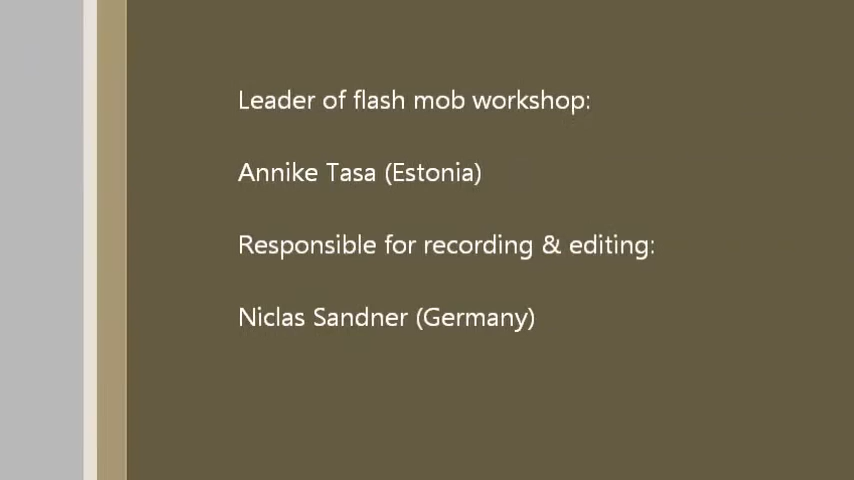 Leader of flash mob workshop:
Annike Tasa (Estonia)
Responsible for recording & editing:
Niclas Sandner (Germany)